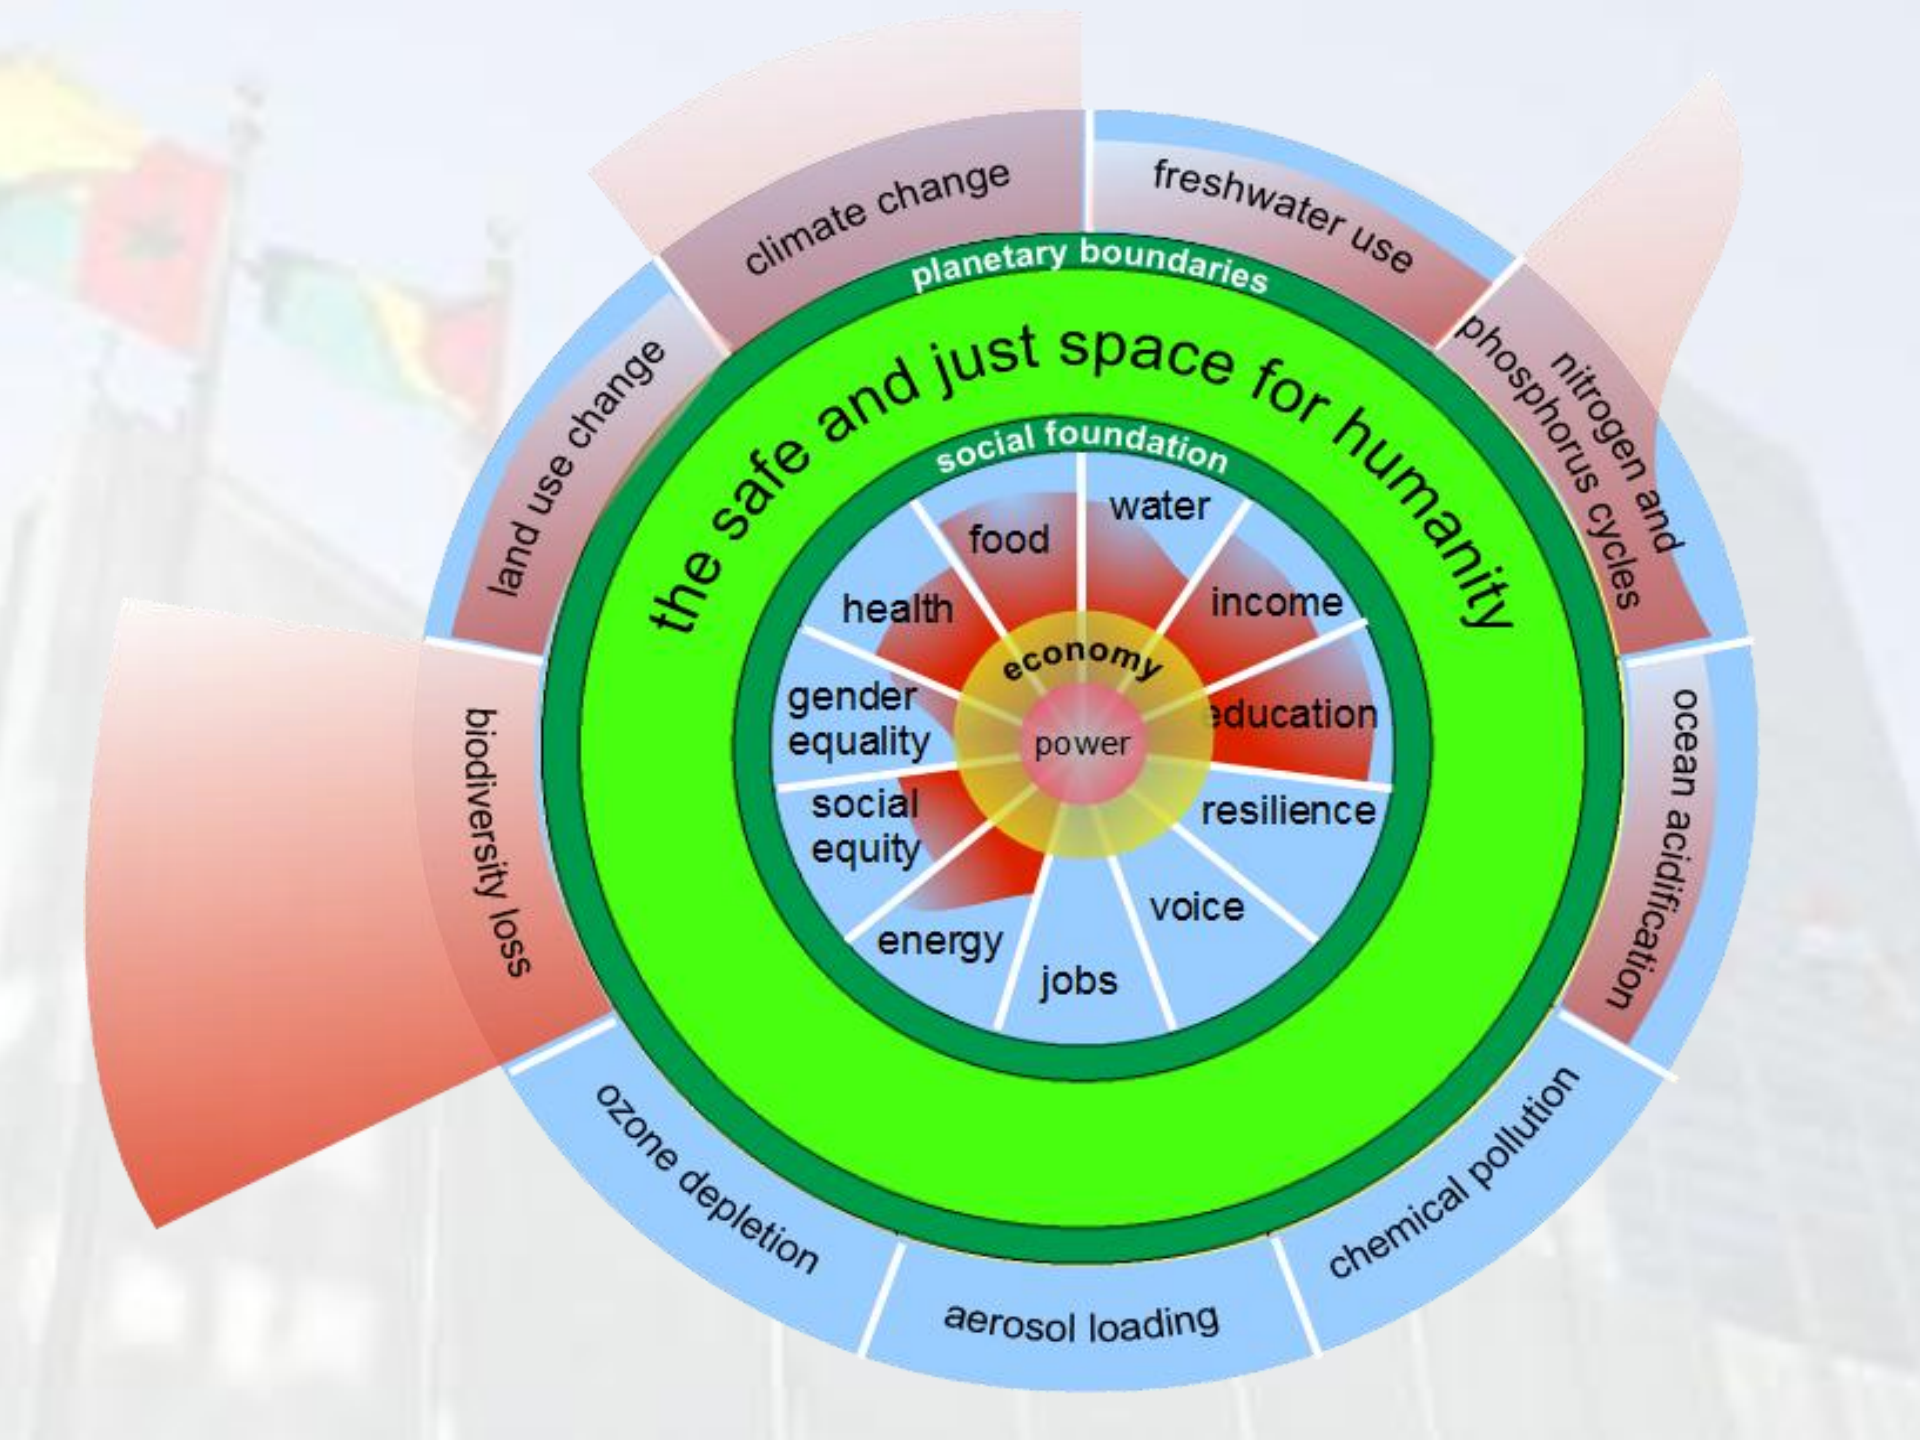 climate change
freshwater use
planetary boundaries
nitrogen and
phosphorus cycles
land use change
the safe and just space for humanity
social foundation
water
food
income
health
economy
gender
equality
education
power
ocean acidification
biodiversity loss
social
equity
resilience
voice
energy
jobs
ozone depletion
chemical pollution
aerosol loading